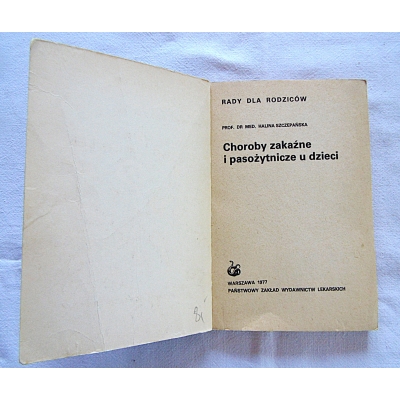 RADY DLA RODZICÓW
PROF. DR MED. HALINA SZCZEPAŃSKA
Choroby zakaźne
i pasożytnicze u dzieci
WARSZAWA 1977
PAŃSTWOWY ZAKŁAD WYDAWNICTW LEKARSKICH